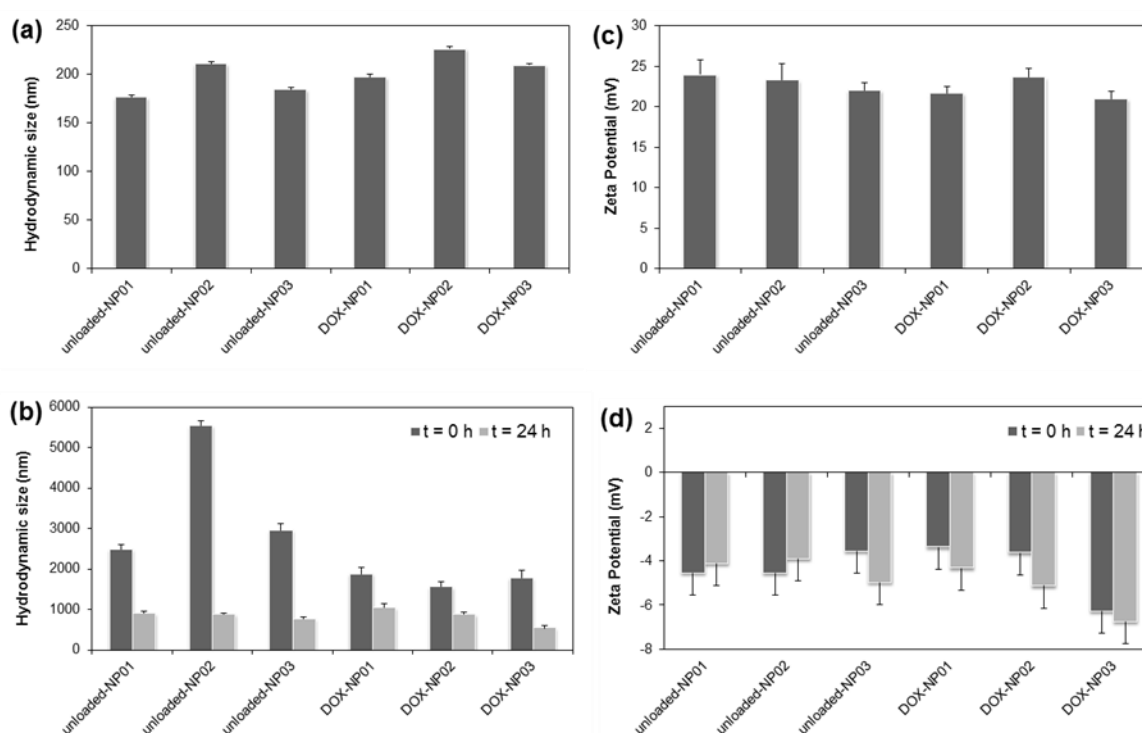 (a)
Hydrodynamic size (nm)
250
200
150
100
50
0
unloaded-NP01
unloaded-NP02
unloaded-NP03
DOX-NP01
DOX-NP02
DOX-NP03
(c)
Zeta Potential (mV)
30
25
20
15
10
5
0
unloaded-NP01
unloaded-NP02
unloaded-NP03
DOX-NP01
DOX-NP02
DOX-NP03
(b)
Hydrodynamic size (nm)
6000
5000
4000
3000
2000
1000
0
t = 0 h t = 24 h
unloaded-NP01
unloaded-NP02
unloaded-NP03
DOX-NP01
DOX-NP02
DOX-NP03
(d)
Zeta Potential (mV)
2
0
-2
-4
-6
-8
t = 0 h t = 24 h
unloaded-NP01
unloaded-NP02
unloaded-NP03
DOX-NP01
DOX-NP02
DOX-NP03